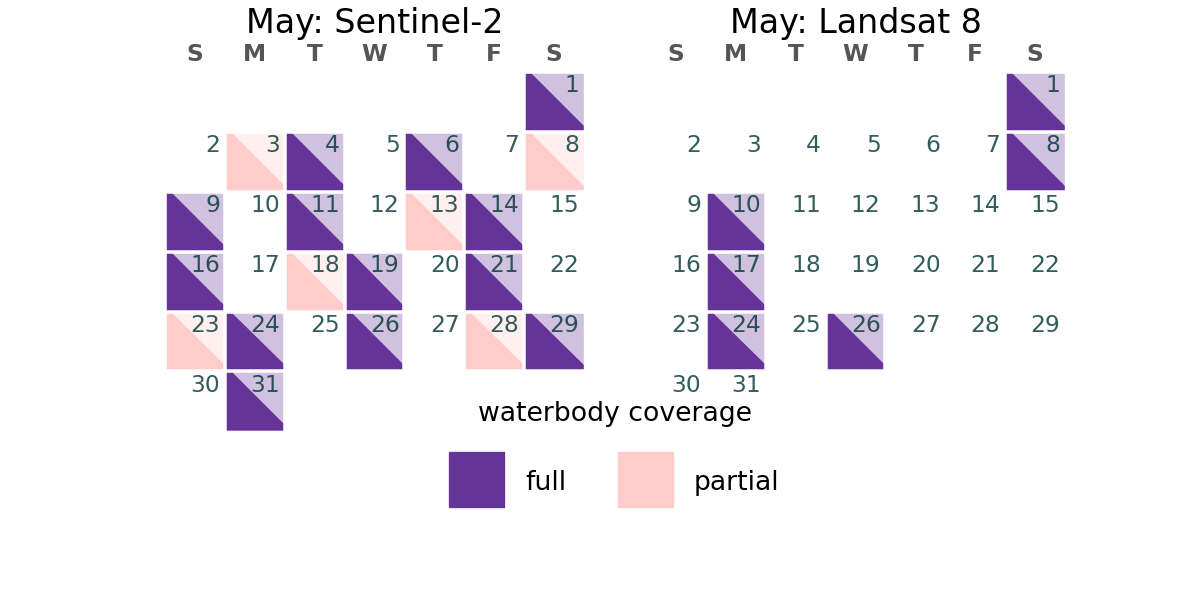 May: Sentinel-2
S M T W T F S
1
2 3 4 5 6 7 8
9 10 11 12 13 14 15
16 17 18 19 20 21 22
23 24 25 26 27 28 29
30 31
May: Landsat 8
S M T W T F S
1
2 3 4 5 6 7 8
9 10 11 12 13 14 15
16 17 18 19 20 21 22
23 24 25 26 27 28 29
30 31
waterbody coverage
full partial